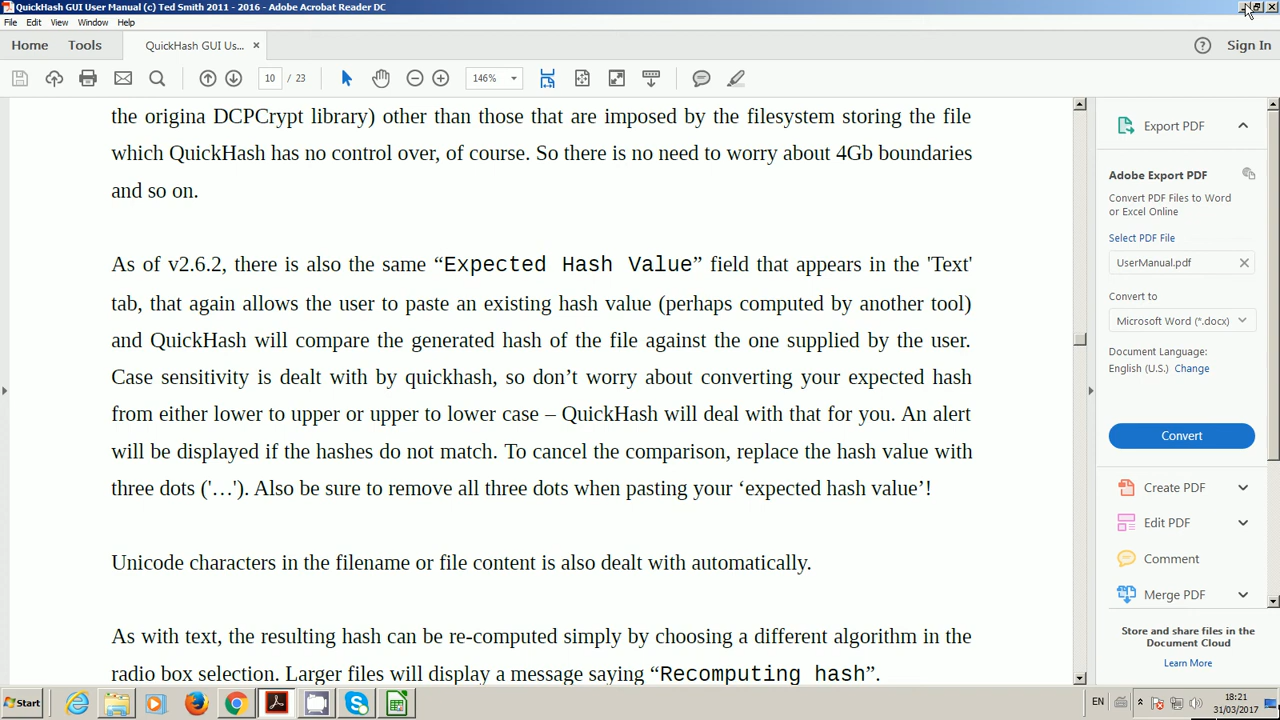 QuickHash GUI User Manual (c) Ted Smith 2011 - 2016 - Adobe Acrobat Reader DC
File Edit View Window Help
Home Tools QuickHash GUI Us... × Sign In
10 / 23 146%
the origina DCPCrypt library) other than those that are imposed by the filesystem storing the file
which QuickHash has no control over, of course. So there is no need to worry about 4Gb boundaries
and so on.
As of v2.6.2, there is also the same “Expected Hash Value” field that appears in the 'Text'
tab, that again allows the user to paste an existing hash value (perhaps computed by another tool)
and QuickHash will compare the generated hash of the file against the one supplied by the user.
Case sensitivity is dealt with by quickhash, so don’t worry about converting your expected hash
from either lower to upper or upper to lower case – QuickHash will deal with that for you. An alert
will be displayed if the hashes do not match. To cancel the comparison, replace the hash value with
three dots ('…'). Also be sure to remove all three dots when pasting your ‘expected hash value’!
Unicode characters in the filename or file content is also dealt with automatically.
As with text, the resulting hash can be re-computed simply by choosing a different algorithm in the
radio box selection. Larger files will display a message saying “Recomputing hash”.
Export PDF
Adobe Export PDF
Convert PDF Files to Word
or Excel Online
Select PDF File
UserManual.pdf
Convert to
Microsoft Word (*.docx)
Document Language:
English (U.S.) Change
Convert
Create PDF
Edit PDF
Comment
Merge PDF
Store and share files in the
Document Cloud
Learn More
Start
EN
18:21
31/03/2017